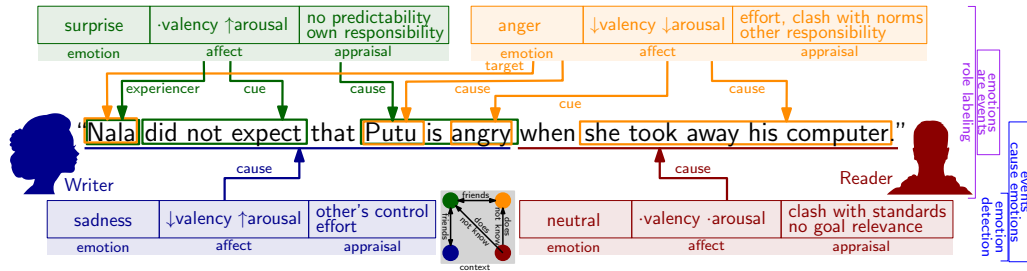 surprise
·valency ↑arousal
no predictability
own responsibility
emotion
affect
appraisal
anger
↓valency ↓arousal
effort, clash with norms
other responsibility
emotion
affect
appraisal
target
experiencer
cue
cause
cause
cue
cause
"Nala did not expect that Putu is angry when she took away his computer."
Writer
cause
cause
Reader
sadness
↓valency ↑arousal
other's control
effort
emotion
affect
appraisal
friends
friends
does
not know
does
not know
context
neutral
·valency ·arousal
clash with standards
no goal relevance
emotion
affect
appraisal
emotions
are events
role labeling
events
cause emotions
emotion
detection